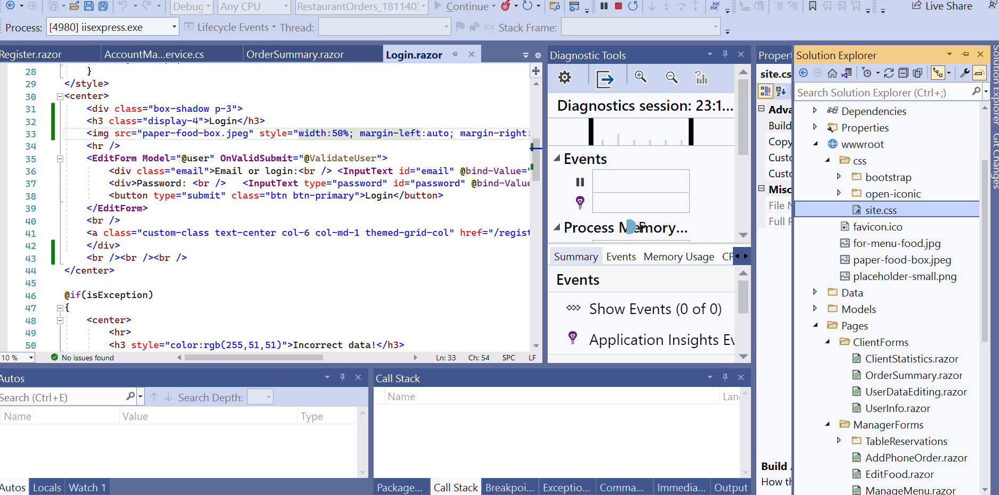 Debug
Any CPU
RestaurantOrders_1811403
Continue
Live Share
Process:
[4980] iisexpress.exe
Lifecycle Events
Thread:
Stack Frame:
Register.razor
AccountMa...ervice.cs
OrderSummary.razor
Login.razor
28 }
29 </style>
30 <center>
31 <div class="box-shadow p-3">
32 <h3 class="display-4">Login</h3>
33 <img src="paper-food-box.jpeg" style="width:50%; margin-left:auto; margin-right:
34 <hr />
35 <EditForm Model="@user" OnValidSubmit="@ValidateUser">
36 <div class="email">Email or login:<br /> <InputText id="email" @bind-Value="
37 <div>Password: <br /> <InputText type="password" id="password" @bind-Value
38 <button type="submit" class="btn btn-primary">Login</button>
39 </EditForm>
40 <br />
41 <a class="custom-class text-center col-6 col-md-1 themed-grid-col" href="/regist
42 </div>
43 <br /><br /><br />
44 </center>
45
46 @if(isException)
47 {
48 <center>
49 <hr>
50 <h3 style="color:rgb(255,51,51)">Incorrect data!</h3>
10 %
No issues found
Ln: 33
Ch: 54
SPC
LF
Diagnostic Tools
Diagnostics session: 23:1...
Events
Process Memory...
Summary
Events
Memory Usage
CP
Events
Show Events (0 of 0)
Application Insights Ev
Propert
site.cs
Adva
Build
Copy
Custo
Custo
Misc
File N
Full P
Build A
How th
Solution Explorer
Search Solution Explorer (Ctrl+;)
Dependencies
Properties
wwwroot
css
bootstrap
open-iconic
site.css
favicon.ico
for-menu-food.jpg
paper-food-box.jpeg
placeholder-small.png
Data
Models
Pages
ClientForms
ClientStatistics.razor
OrderSummary.razor
UserDataEditing.razor
UserInfo.razor
ManagerForms
TableReservations
AddPhoneOrder.razor
EditFood.razor
ManageMenu.razor
Solution Explorer
Git Changes
Autos
Search (Ctrl+E)
Search Depth:
Name
Value
Type
Autos
Locals
Watch 1
Call Stack
Name
Lan
Package...
Call Stack
Breakpoi...
Exceptio...
Comma...
Immedia...
Output